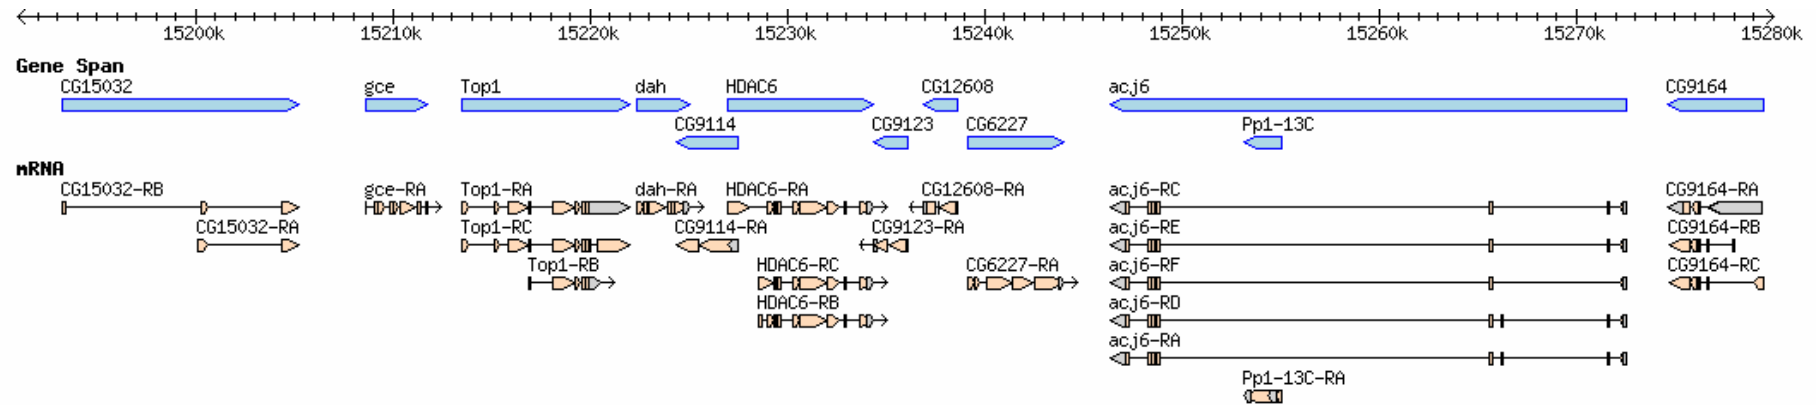 15200k 15210k 15220k 15230k 15240k 15250k 15260k 15270k 15280k
Gene Span
CG15032 gce Top1 dah HDAC6 CG12608 acj6 CG9164
CG9114 CG9123 CG6227 Pp1-13C
mRNA
CG15032-RB gce-RA Top1-RA dah-RA HDAC6-RA CG12608-RA acj6-RC CG9164-RA
CG15032-RA Top1-RC CG9114-RA CG9123-RA acj6-RE CG9164-RB
Top1-RB HDAC6-RC CG6227-RA acj6-RF CG9164-RC
HDAC6-RB acj6-RD
acj6-RA
Pp1-13C-RA